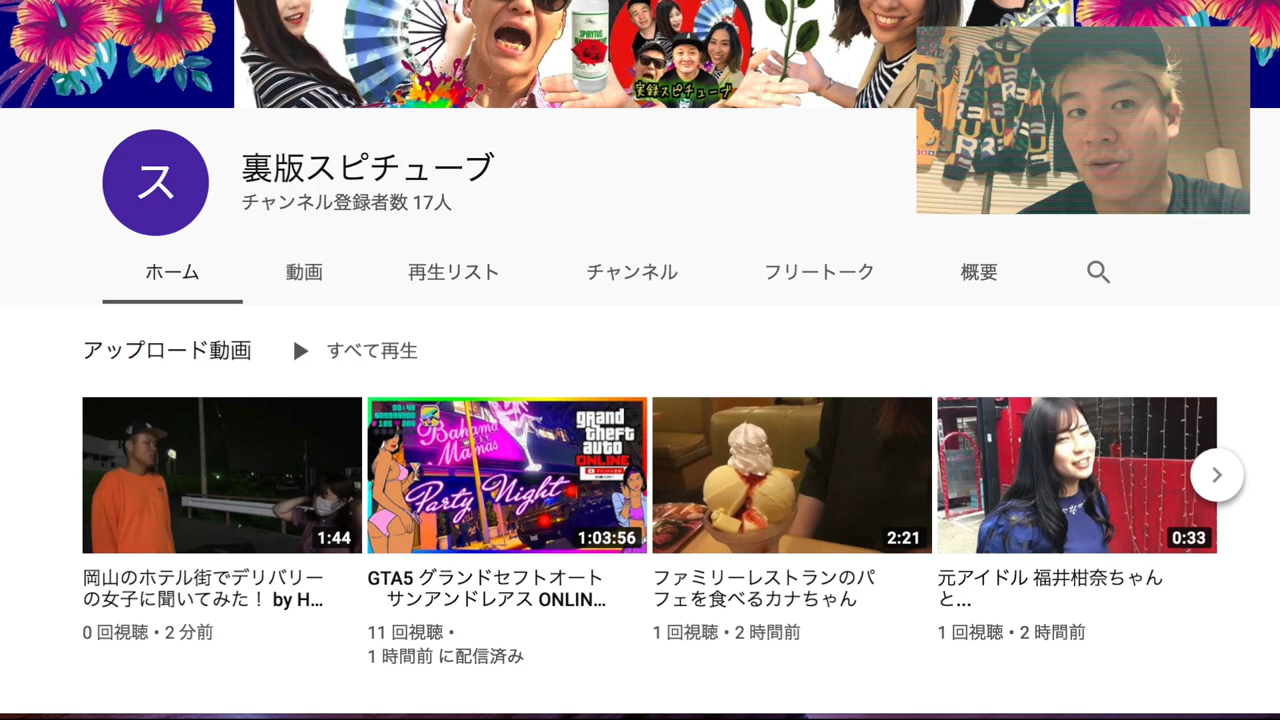 SPIRYTUS
実録スピチューブ
ス
裏版スピチューブ
チャンネル登録者数 17人
ホーム
動画
再生リスト
チャンネル
フリートーク
概要
アップロード動画
すべて再生
1:44
Bahama
Mamas
Party Night
grand
theft
auto
ONLINE
1:03:56
2:21
0:33
岡山のホテル街でデリバリー
の女子に聞いてみた！ by H...
GTA5 グランドセフトオート
サンアンドレアス ONLIN...
ファミリーレストランのパ
フェを食べるカナちゃん
元アイドル 福井柑奈ちゃん
と...
0 回視聴・2 分前
11 回視聴・
1 時間前 に配信済み
1 回視聴・2 時間前
1 回視聴・2 時間前